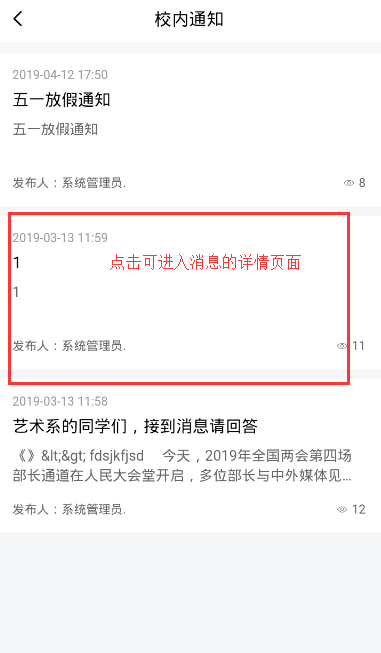 校内通知
2019-04-12 17:50
五一放假通知
五一放假通知
发布人：系统管理员.
8
2019-03-13 11:59
1
点击可进入消息的详情页面
1
发布人：系统管理员.
11
2019-03-13 11:58
艺术系的同学们，接到消息请回答
《》&lt;&gt; fdsjkfjsd 今天，2019年全国两会第四场
部长通道在人民大会堂开启，多位部长与中外媒体见...
发布人：系统管理员.
12